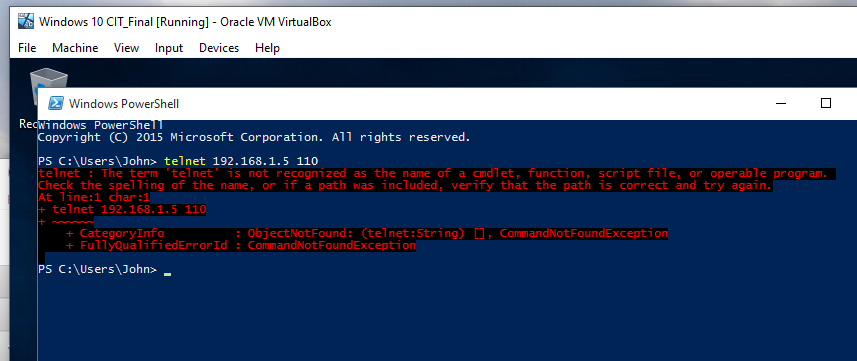 Windows 10 CIT_Final [Running] - Oracle VM VirtualBox
File Machine View Input Devices Help
Windows PowerShell
Rec
Windows PowerShell
Copyright (C) 2015 Microsoft Corporation. All rights reserved.
PS C:\Users\John> telnet 192.168.1.5 110
telnet : The term 'telnet' is not recognized as the name of a cmdlet, function, script file, or operable program.
Check the spelling of the name, or if a path was included, verify that the path is correct and try again.
At line:1 char:1
+ telnet 192.168.1.5 110
+ ~~~~~~
+ CategoryInfo : ObjectNotFound: (telnet:String) [], CommandNotFoundException
+ FullyQualifiedErrorId : CommandNotFoundException
PS C:\Users\John> _